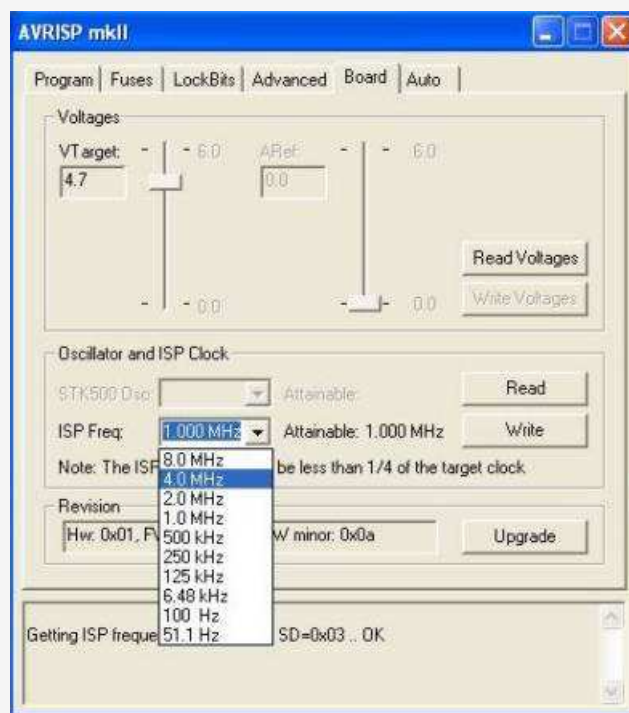 AVRISP mkII
Program Fuses LockBits Advanced Board Auto
Voltages
VTarget: 6.0 ARef: 6.0
4.7 0.0
Read Voltages
0.0 0.0 Write Voltages
Oscillator and ISP Clock
STK500 Osc: Attainable: Read
ISP Freq: 1.000 MHz Attainable: 1.000 MHz Write
Note: The ISP be less than 1/4 of the target clock
8.0 MHz
4.0 MHz
2.0 MHz
1.0 MHz
500 kHz
250 kHz
125 kHz
6.48 kHz
100 Hz
51.1 Hz
Revision
Hw: 0x01, minor: 0x0a Upgrade
Getting ISP SD=0x03 .. OK